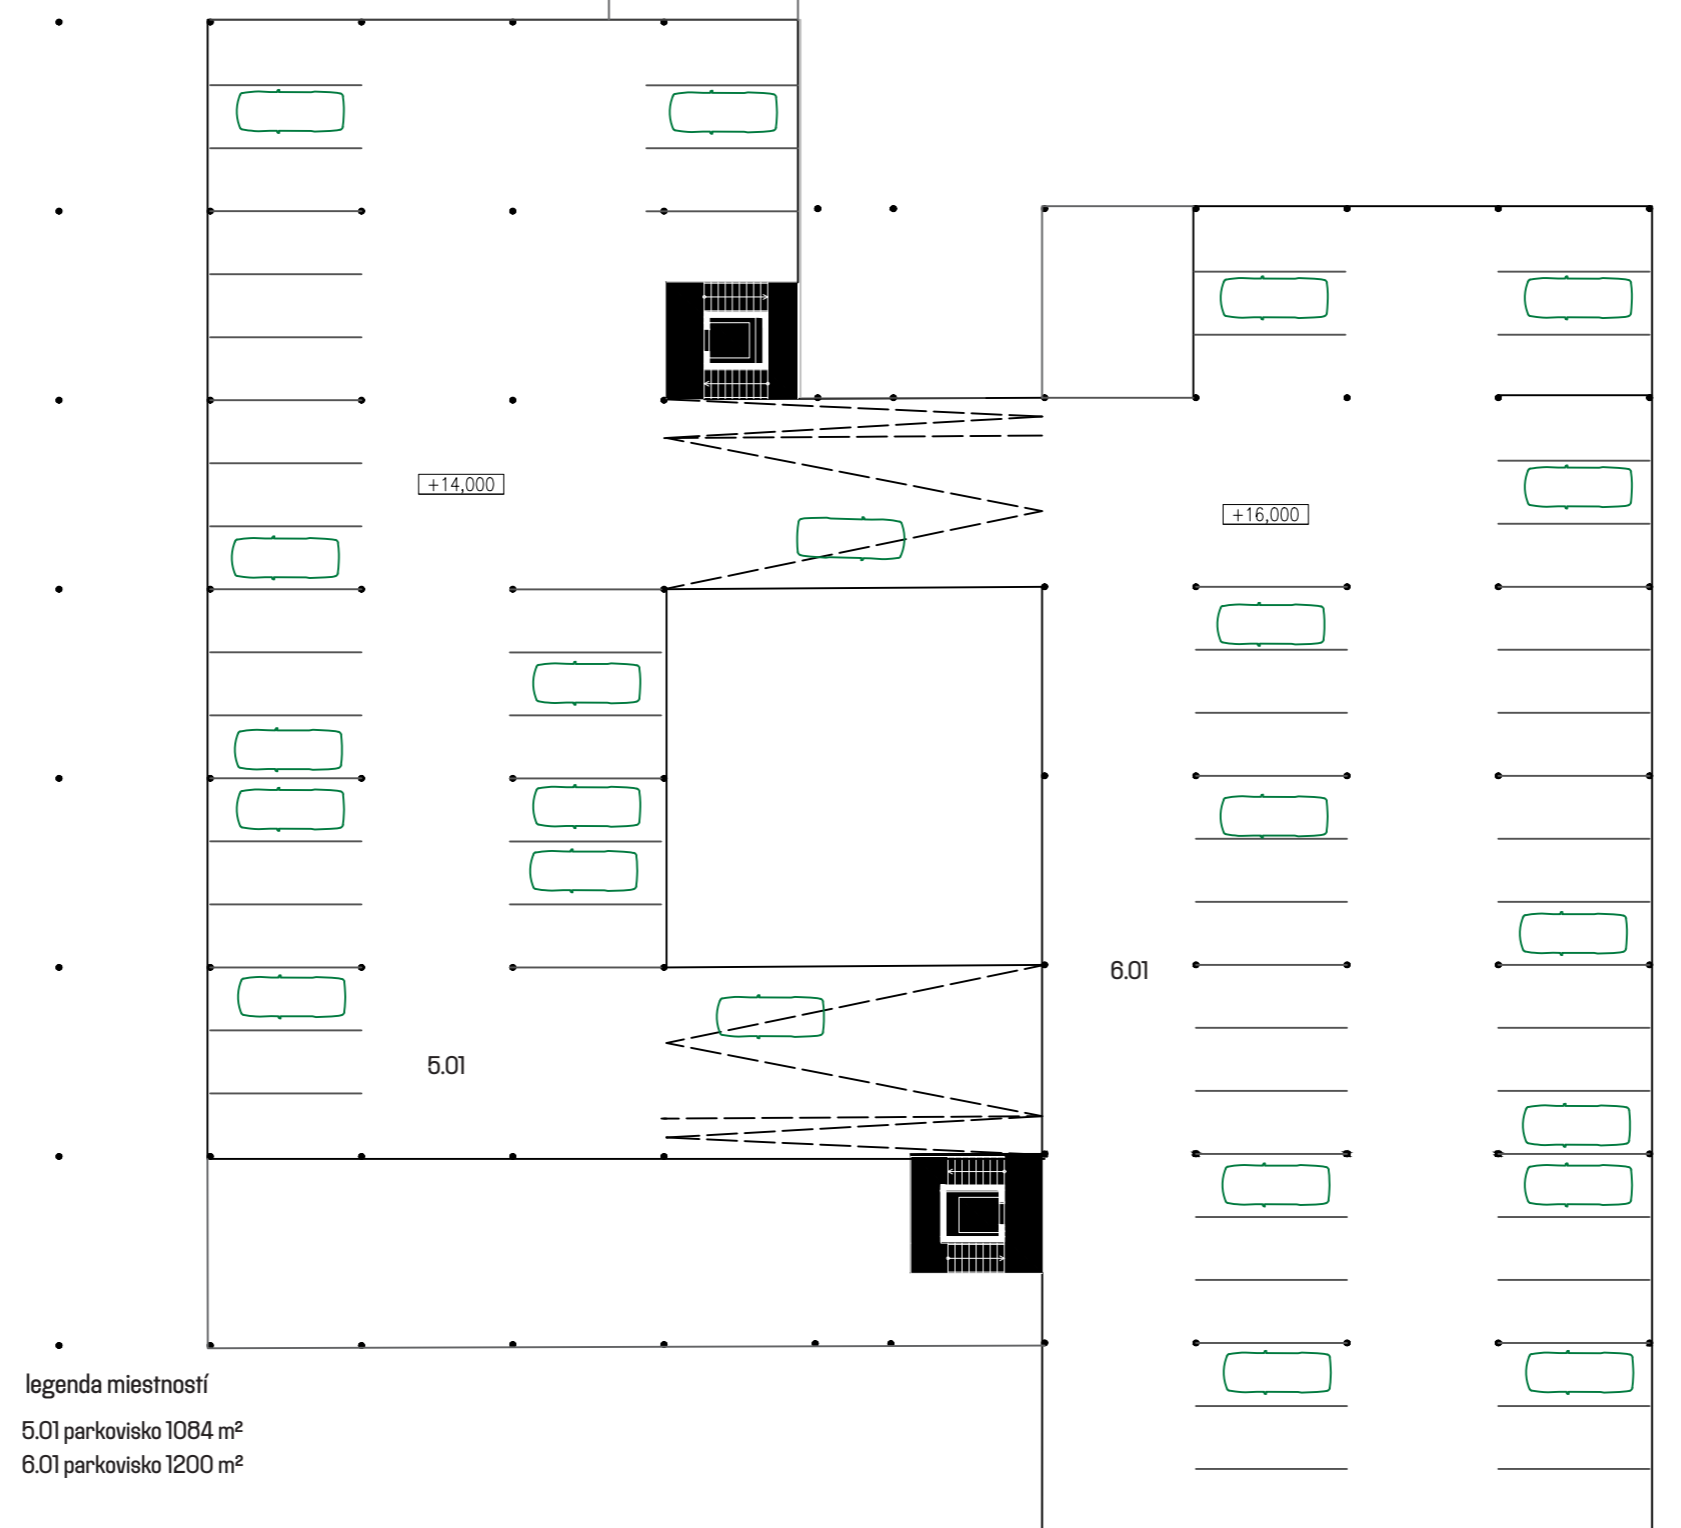 +14,000
+16,000
6.01
5.01
legenda miestností
5.01 parkovisko 1084 m²
6.01 parkovisko 1200 m²